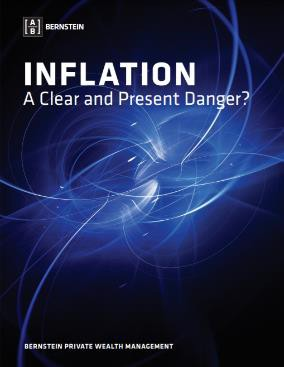 [A/B] BERNSTEIN
INFLATION
A Clear and Present Danger?
BERNSTEIN PRIVATE WEALTH MANAGEMENT